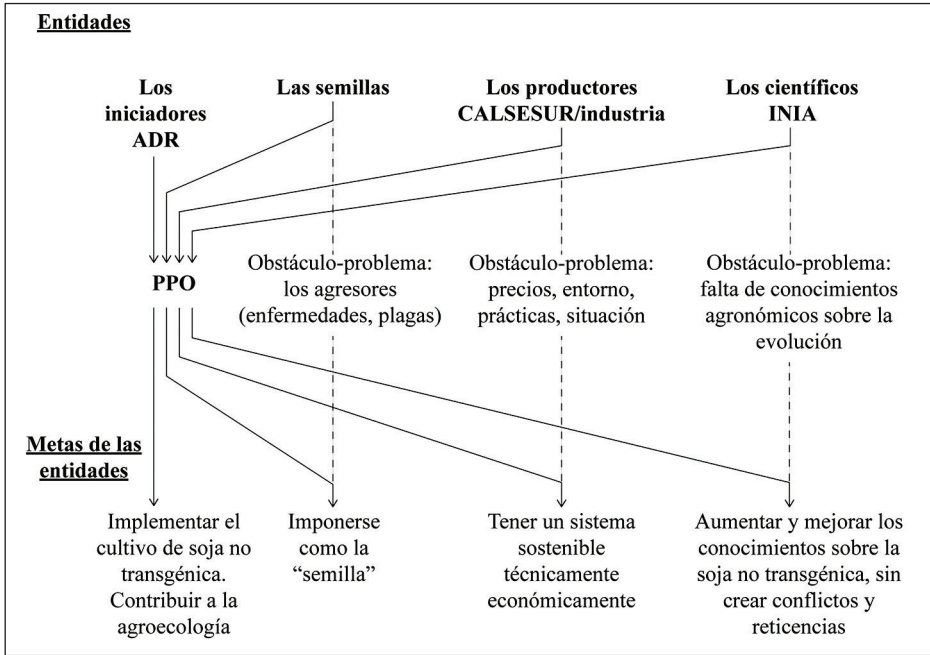 Entidades
Los
iniciadores
ADR
Las semillas
Los productores
CALSESUR/industria
Los científicos
INIA
PPO
Obstáculo-problema:
los agresores
(enfermedades, plagas)
Obstáculo-problema:
precios, entorno,
prácticas, situación
Obstáculo-problema:
falta de conocimientos
agronómicos sobre la
evolución
Metas de las
entidades
Implementar el
cultivo de soja no
transgénica.
Contribuir a la
agroecología
Imponerse
como la
“semilla”
Tener un sistema
sostenible
técnicamente
económicamente
Aumentar y mejorar los
conocimientos sobre la
soja no transgénica, sin
crear conflictos y
reticencias